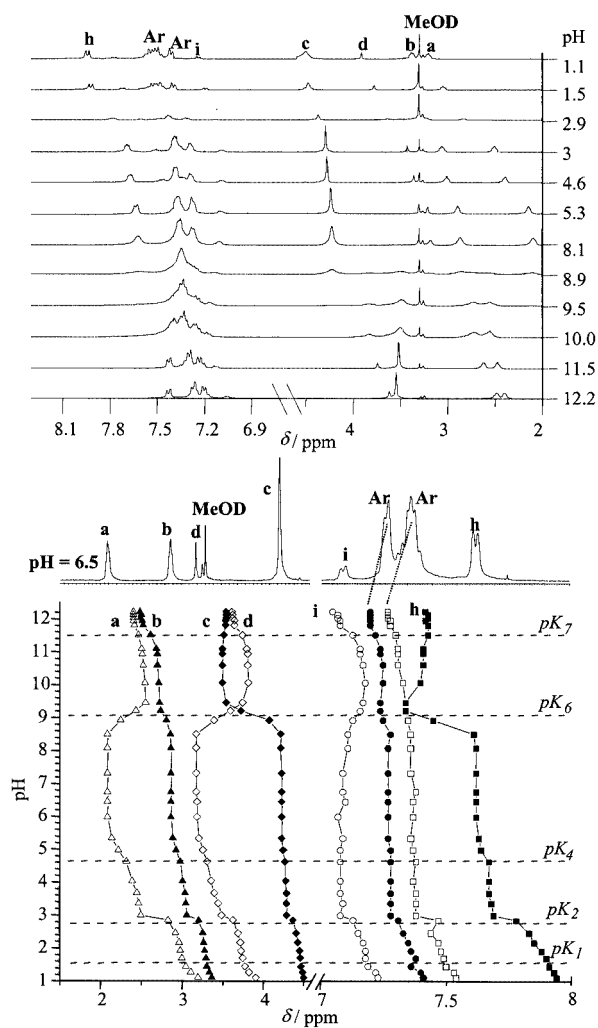 MeOD
h Ar Ar i c d b a pH
1.1
1.5
2.9
3
4.6
5.3
8.1
8.9
9.5
10.0
11.5
12.2
8.1 7.8 7.5 7.2 6.9 4 3 2
δ/ ppm δ/ ppm
c
MeOD Ar Ar
a b d h
pH = 6.5 i
12 a b c d i h pK7
11
10
9 pK6
8
7
6
5 pK4
4
3 pK2
2 pK1
1
pH
2 3 4 7 7.5 8
δ/ ppm δ/ ppm